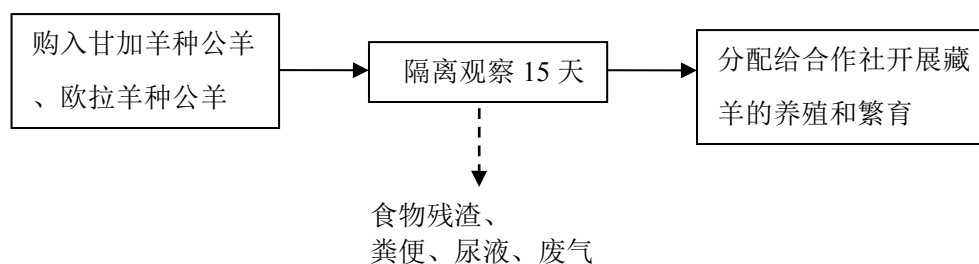 购入甘加羊种公羊
、欧拉羊种公羊
隔离观察 15 天
分配给合作社开展藏
羊的养殖和繁育
食物残渣、
粪便、尿液、废气